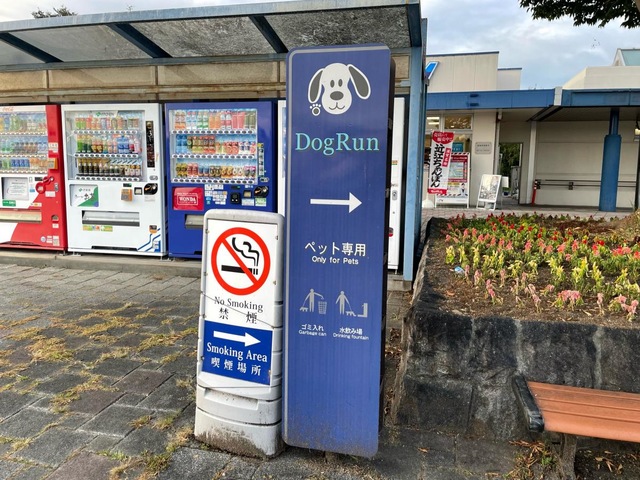 DogRun
ペット専用
Only for Pets
ゴミ入れ
Garbage can
水飲み場
Drinking fountain
No Smoking
禁煙
Smoking Area
喫煙場所
WONDA